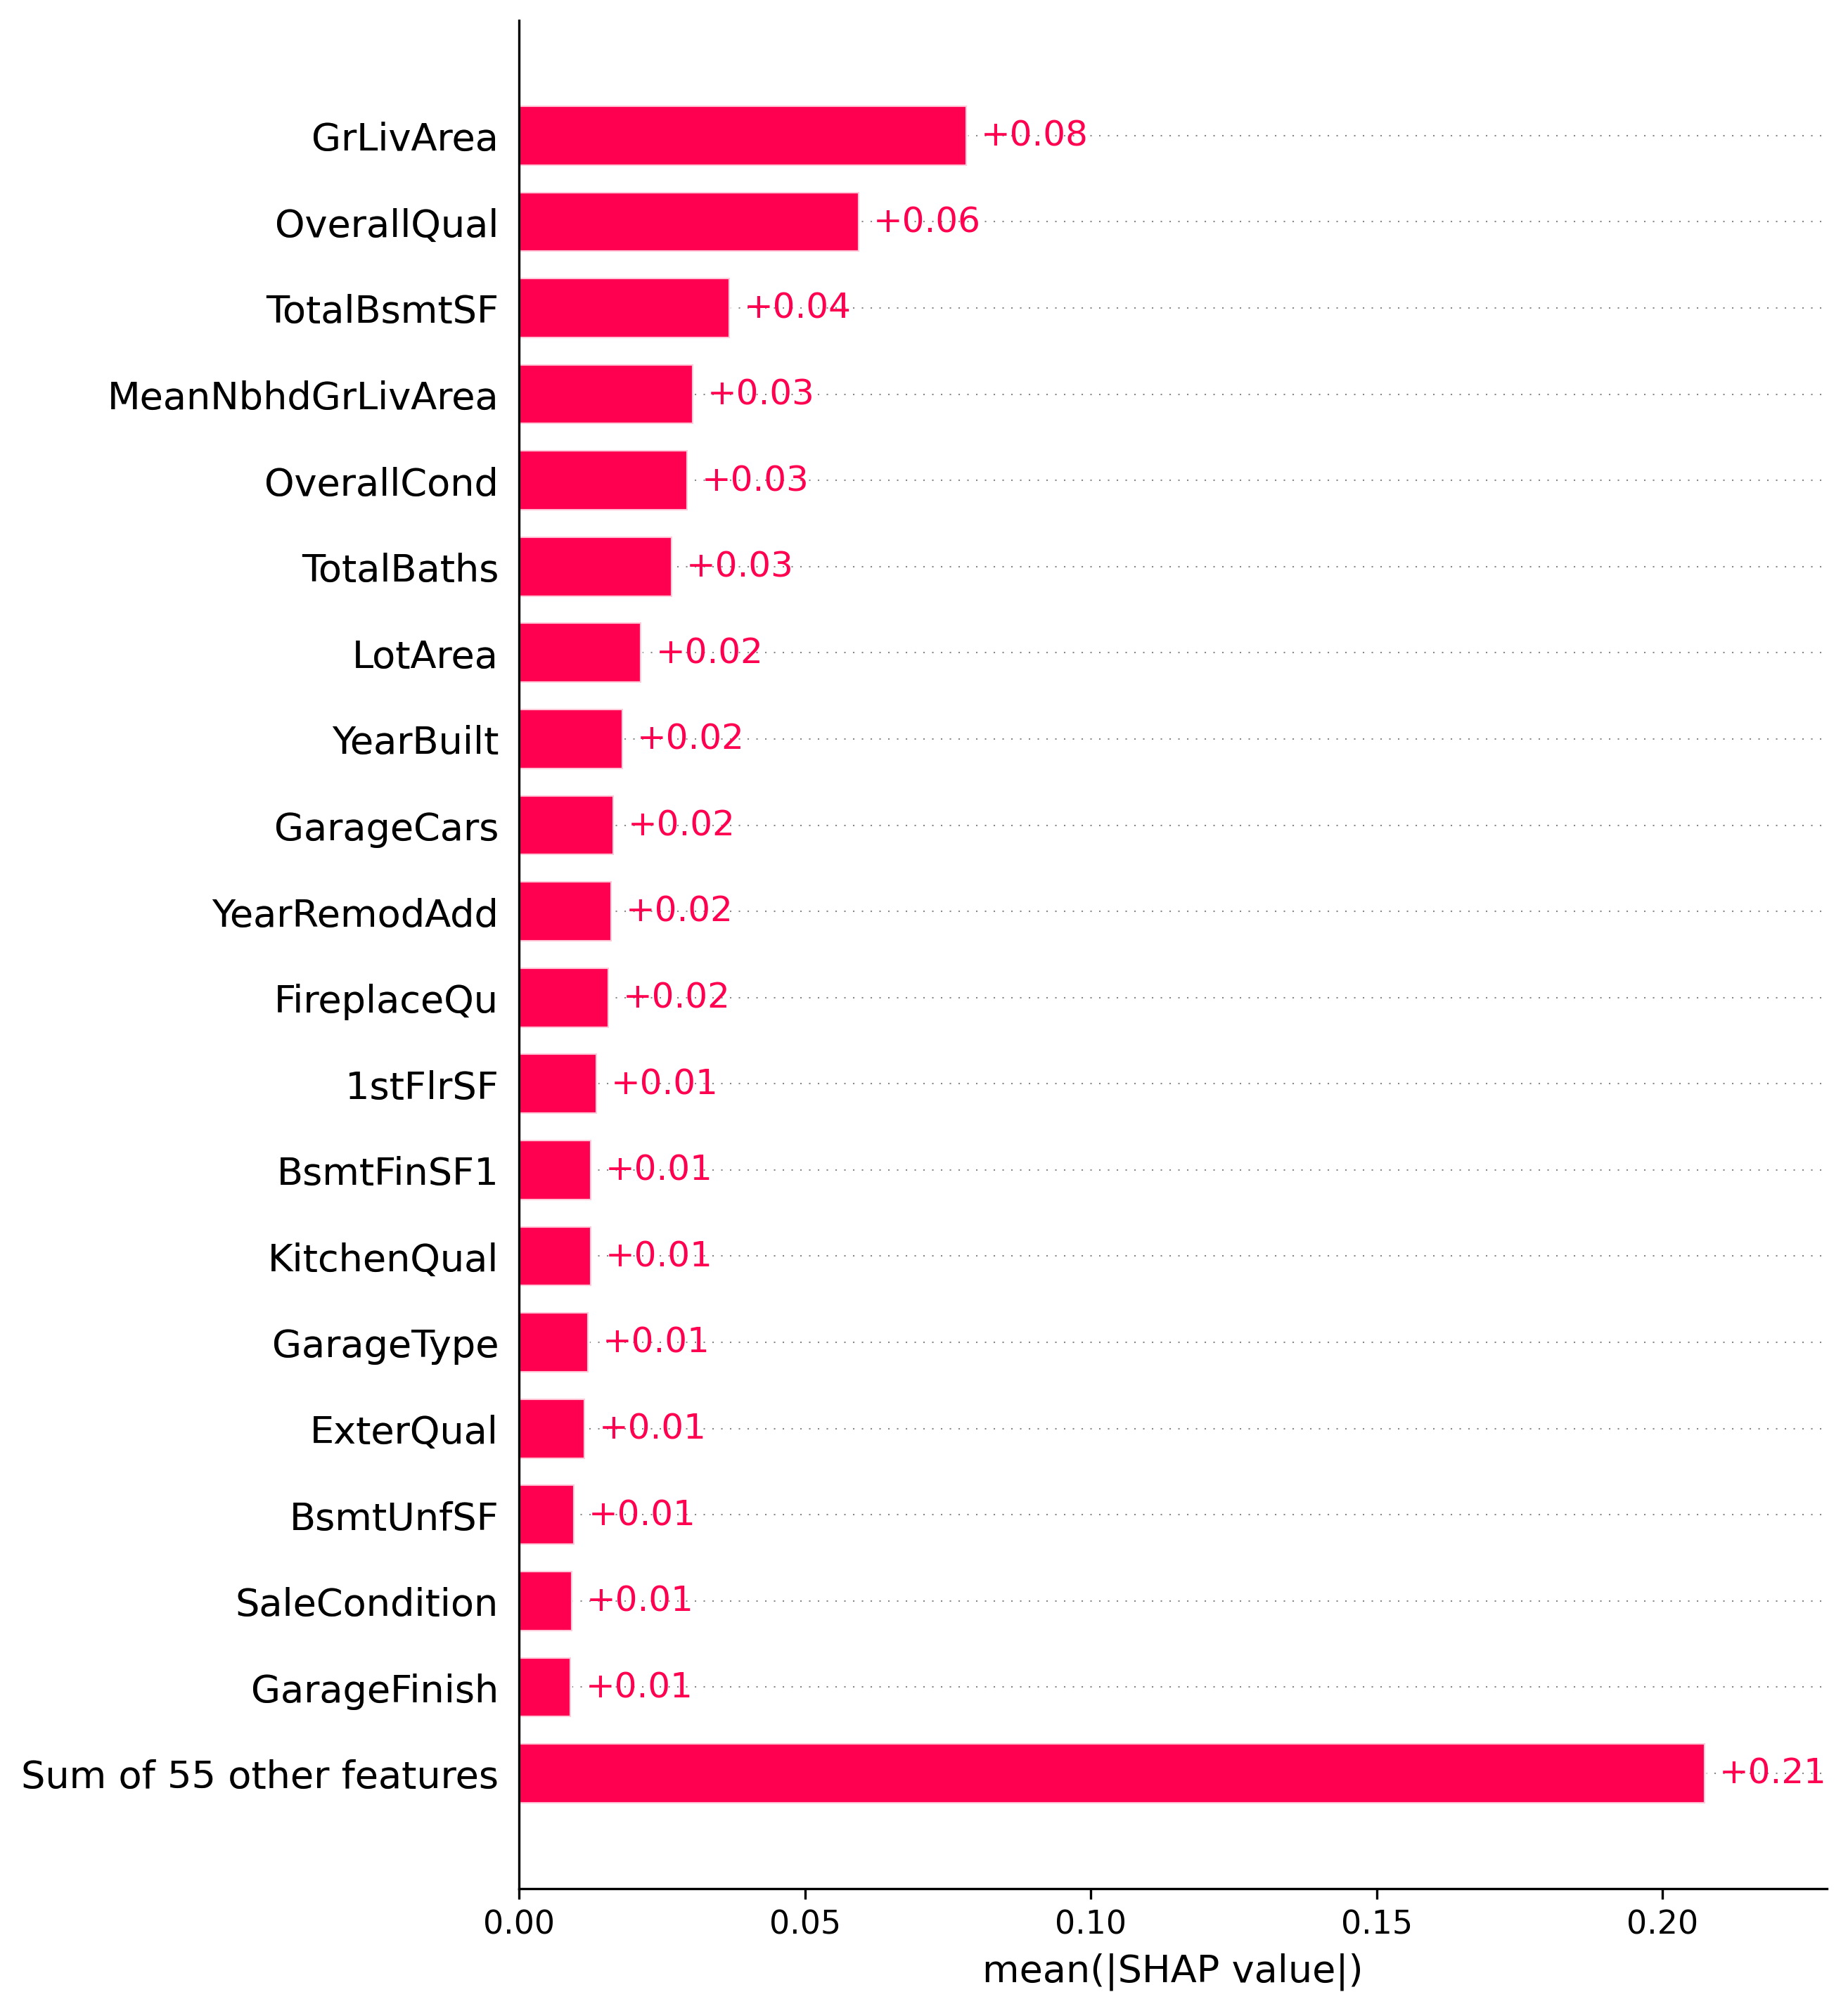 GrLivArea +0.08
OverallQual +0.06
TotalBsmtSF +0.04
MeanNbhdGrLivArea +0.03
OverallCond +0.03
TotalBaths +0.03
LotArea +0.02
YearBuilt +0.02
GarageCars +0.02
YearRemodAdd +0.02
FireplaceQu +0.02
1stFlrSF +0.01
BsmtFinSF1 +0.01
KitchenQual +0.01
GarageType +0.01
ExterQual +0.01
BsmtUnfSF +0.01
SaleCondition +0.01
GarageFinish +0.01
Sum of 55 other features +0.21
0.00 0.05 0.10 0.15 0.20
mean(|SHAP value|)